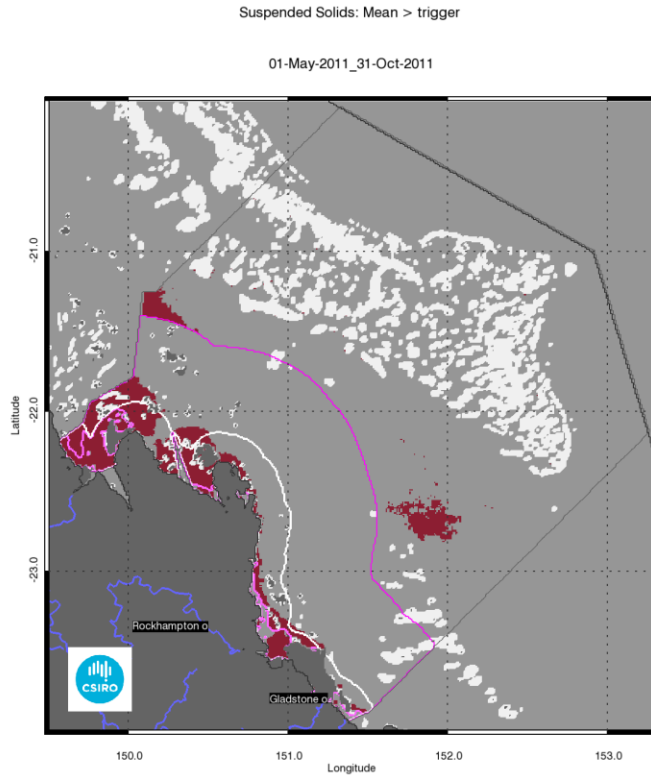 Suspended Solids: Mean > trigger
01-May-2011_31-Oct-2011
-21.0
-22.0
-23.0
Latitude
Rockhampton o
Gladstone o
CSIRO
150.0 151.0 152.0 153.0
Longitude